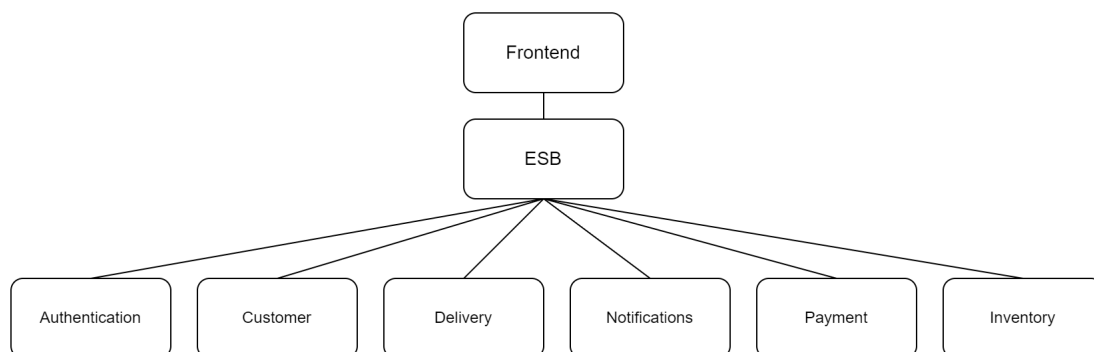 Frontend
ESB
Authentication
Customer
Delivery
Notifications
Payment
Inventory